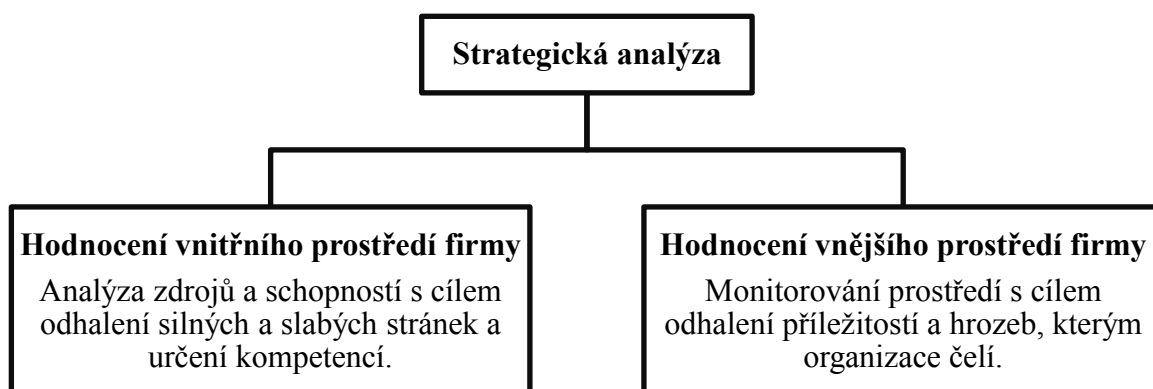 Strategická analýza
Hodnocení vnitřního prostředí firmy
Analýza zdrojů a schopností s cílem
odhalení silných a slabých stránek a
určení kompetencí.
Hodnocení vnějšího prostředí firmy
Monitorování prostředí s cílem
odhalení příležitostí a hrozeb, kterým
organizace čelí.